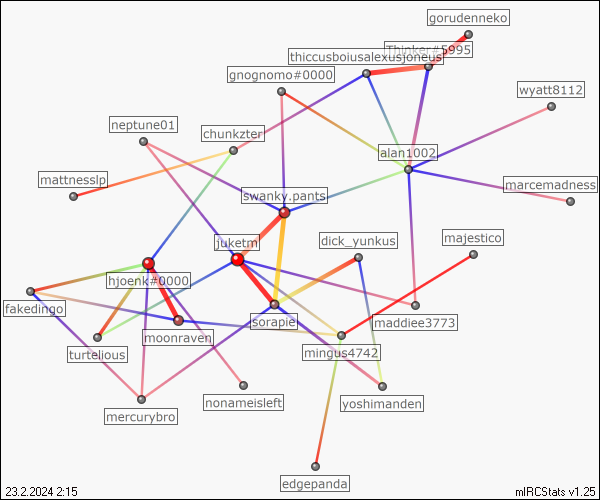 gorudenneko
Thinker#5995
thiccusboiusalexusjoneus
gnognomo#0000
wyatt8112
neptune01
chunkzter
alan1002
mattnesslp
marcemadness
swanky.pants
juketm
dick_yunkus
majestico
hjoenk#0000
fakedingo
sorapie
maddiee3773
moonraven
turtelious
mingus4742
nonameisleft
yoshimanden
mercurybro
edgepanda
23.2.2024 2:15
mIRCStats v1.25